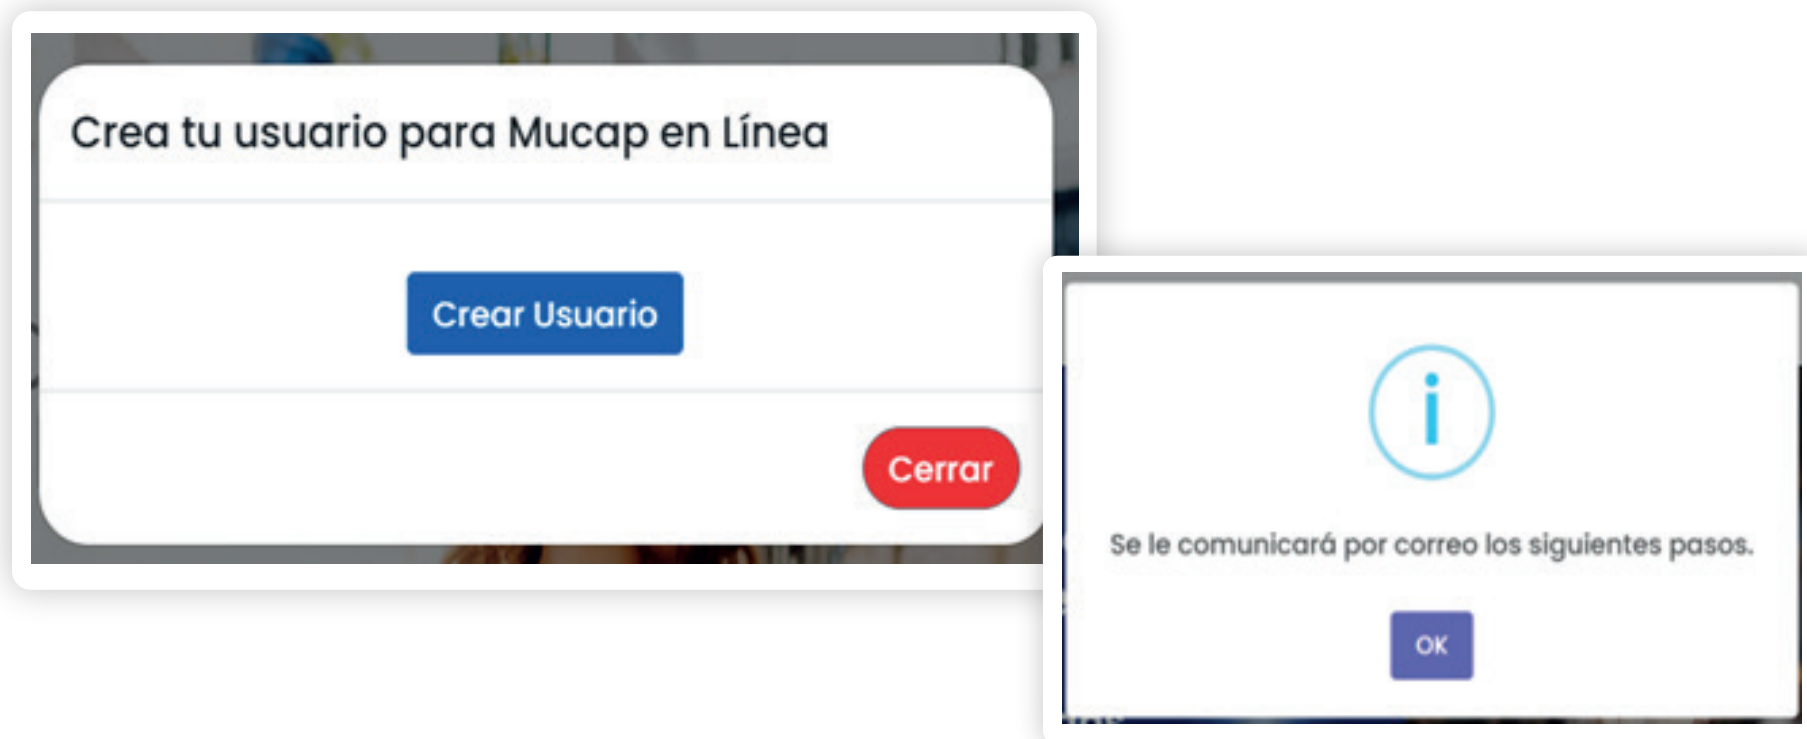 Crea tu usuario para Mucap en Línea
Crear Usuario
Cerrar
i
Se le comunicará por correo los siguientes pasos.
OK